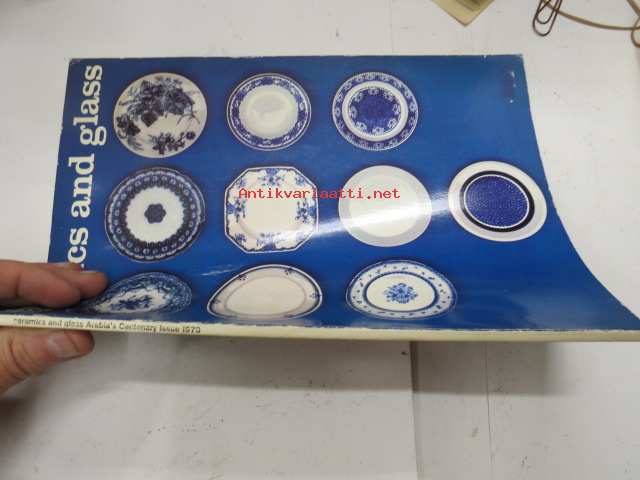 cs and glass
Antikvariaatti.net
ceramics and glass Arabia's Centenary Issue 1973